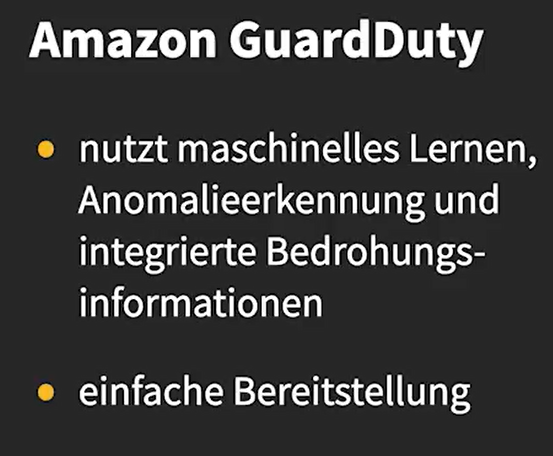 Amazon GuardDuty
nutzt maschinelles Lernen,
Anomalieerkennung und
integrierte Bedrohungs-
informationen
einfache Bereitstellung